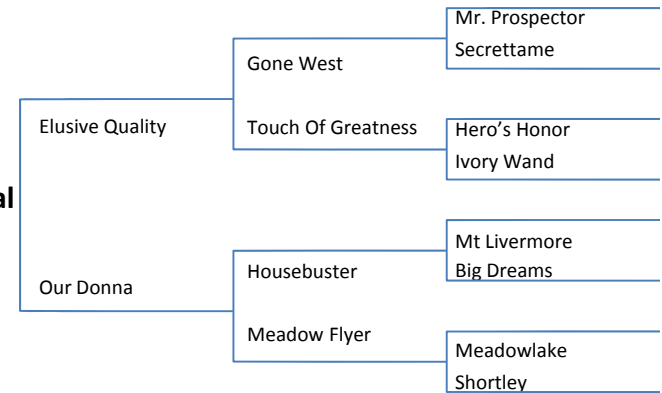 Mr. Prospector
Secrettame
Gone West
Elusive Quality
Touch Of Greatness
Hero’s Honor
Ivory Wand
al
Mt Livermore
Big Dreams
Housebuster
Our Donna
Meadow Flyer
Meadowlake
Shortley